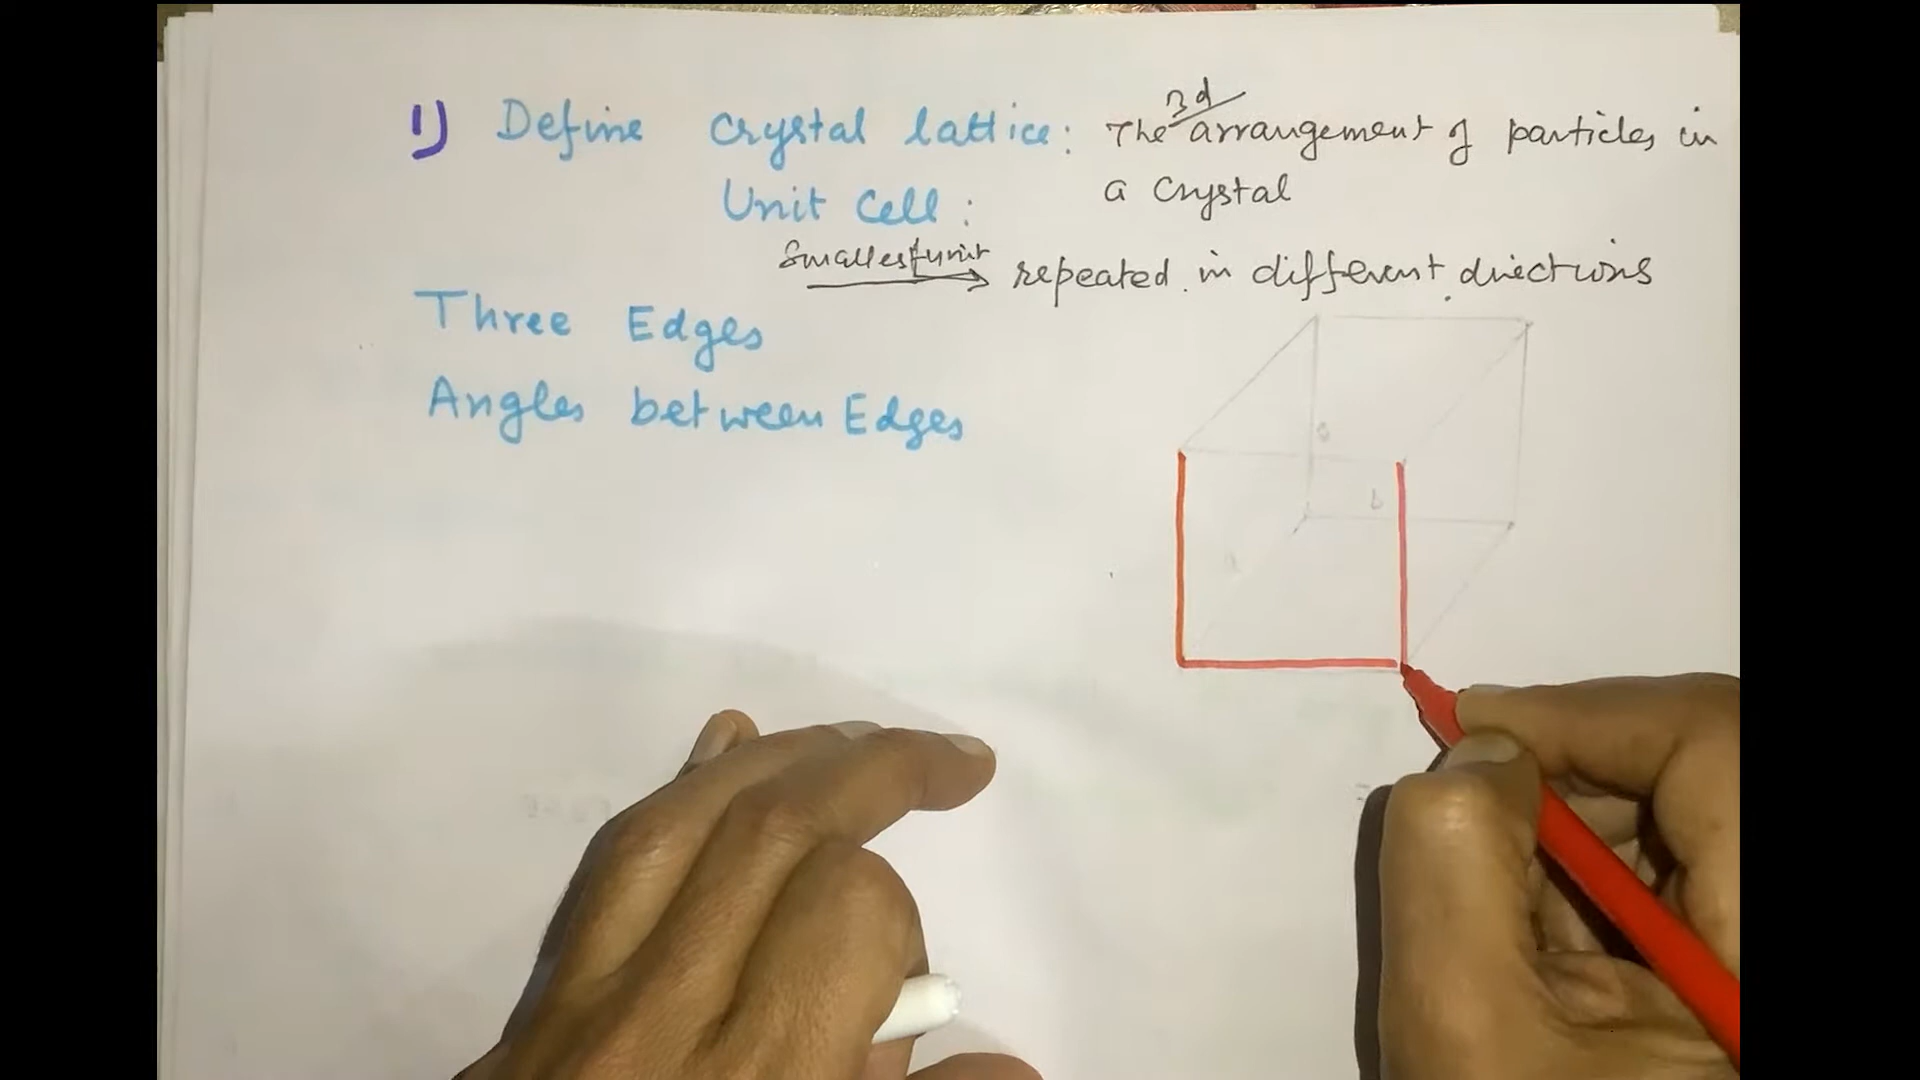 1) Define Crystal lattice: The 3d arrangement of particles in
a Crystal
Unit Cell:
Smallest unit repeated in different directions
Three Edges
Angles between Edges
b